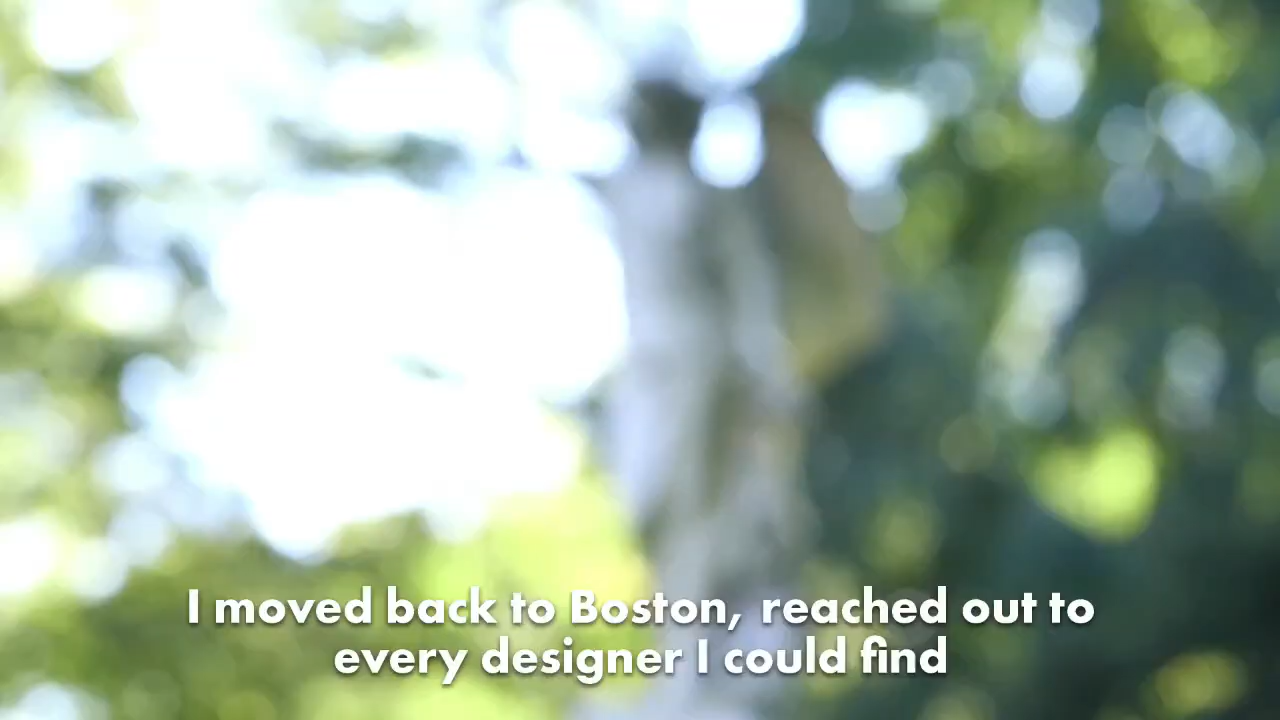 I moved back to Boston, reached out to
every designer I could find